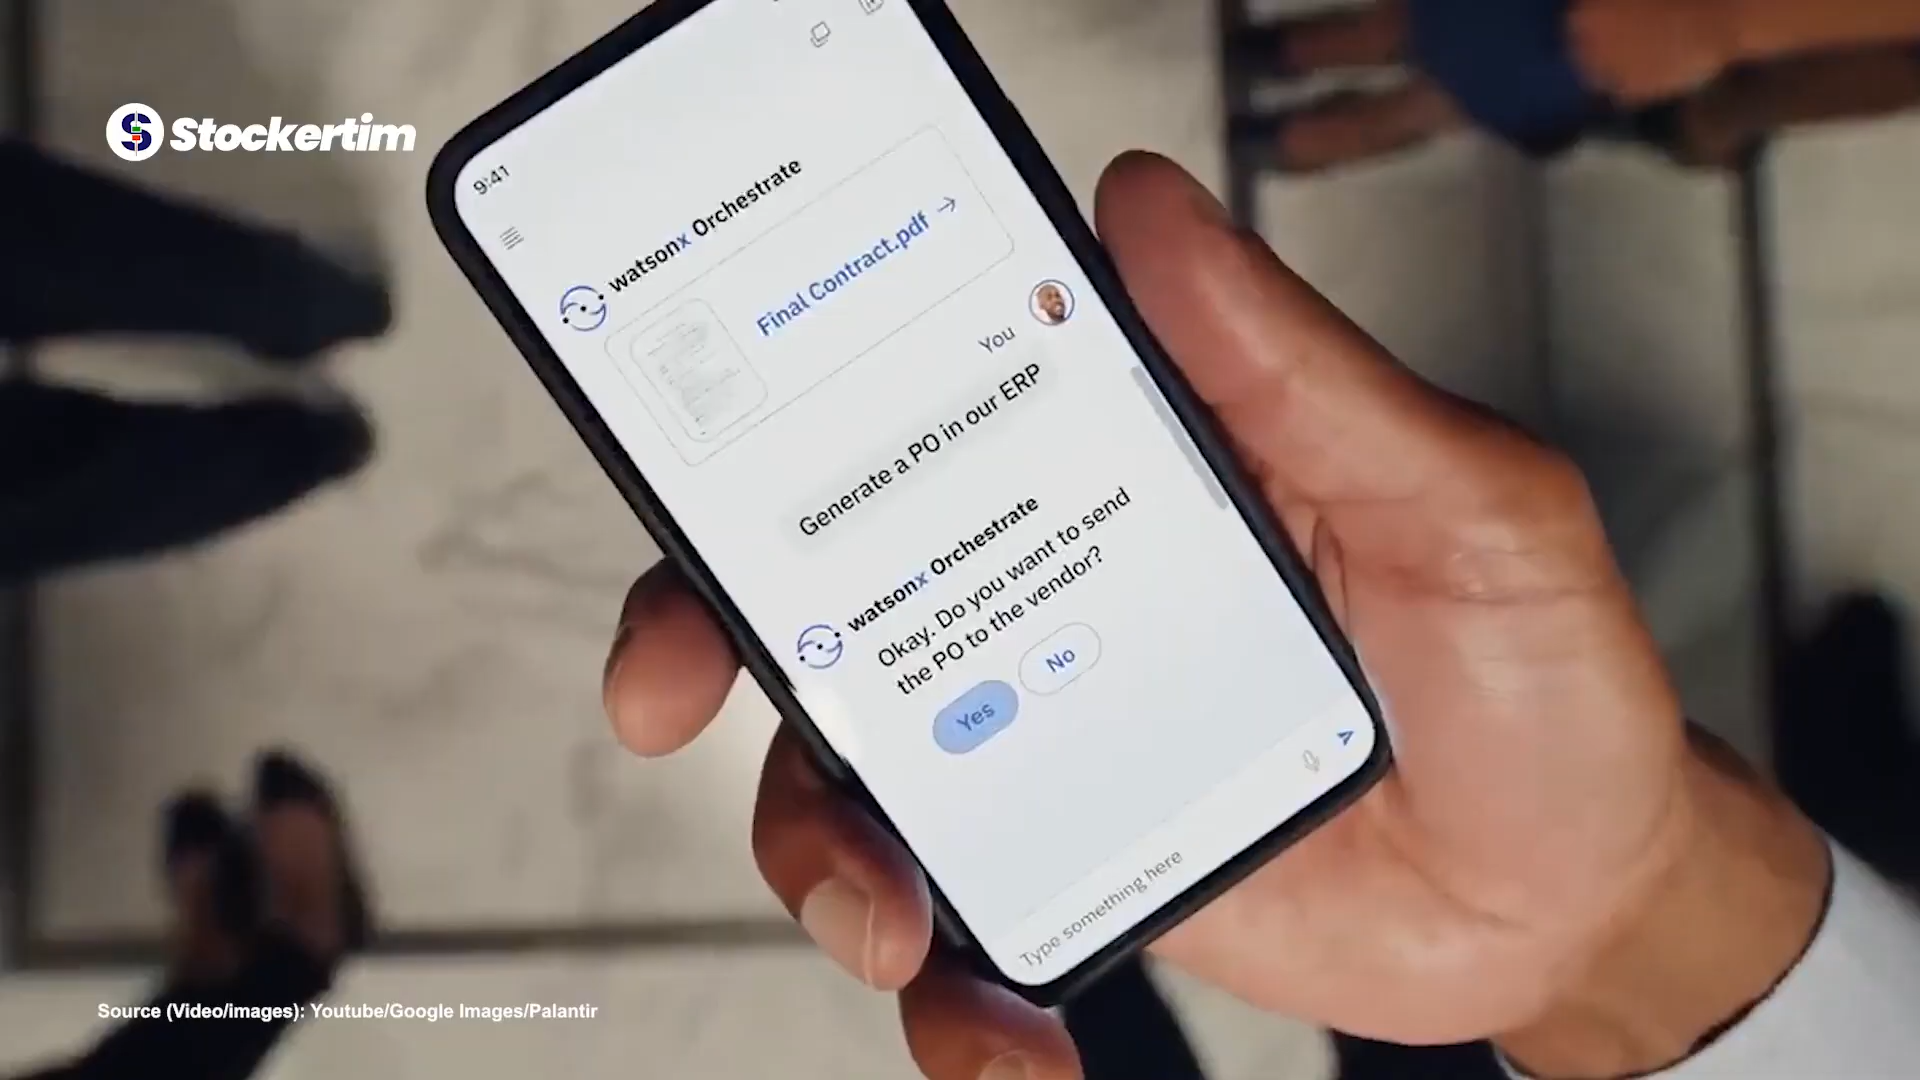 Stockertim
9:41
watsonx Orchestrate
Final Contract.pdf
You
Generate a PO in our ERP
watsonx Orchestrate
Okay. Do you want to send
the PO to the vendor?
Yes
No
Type something here
Source (Video/images): Youtube/Google Images/Palantir